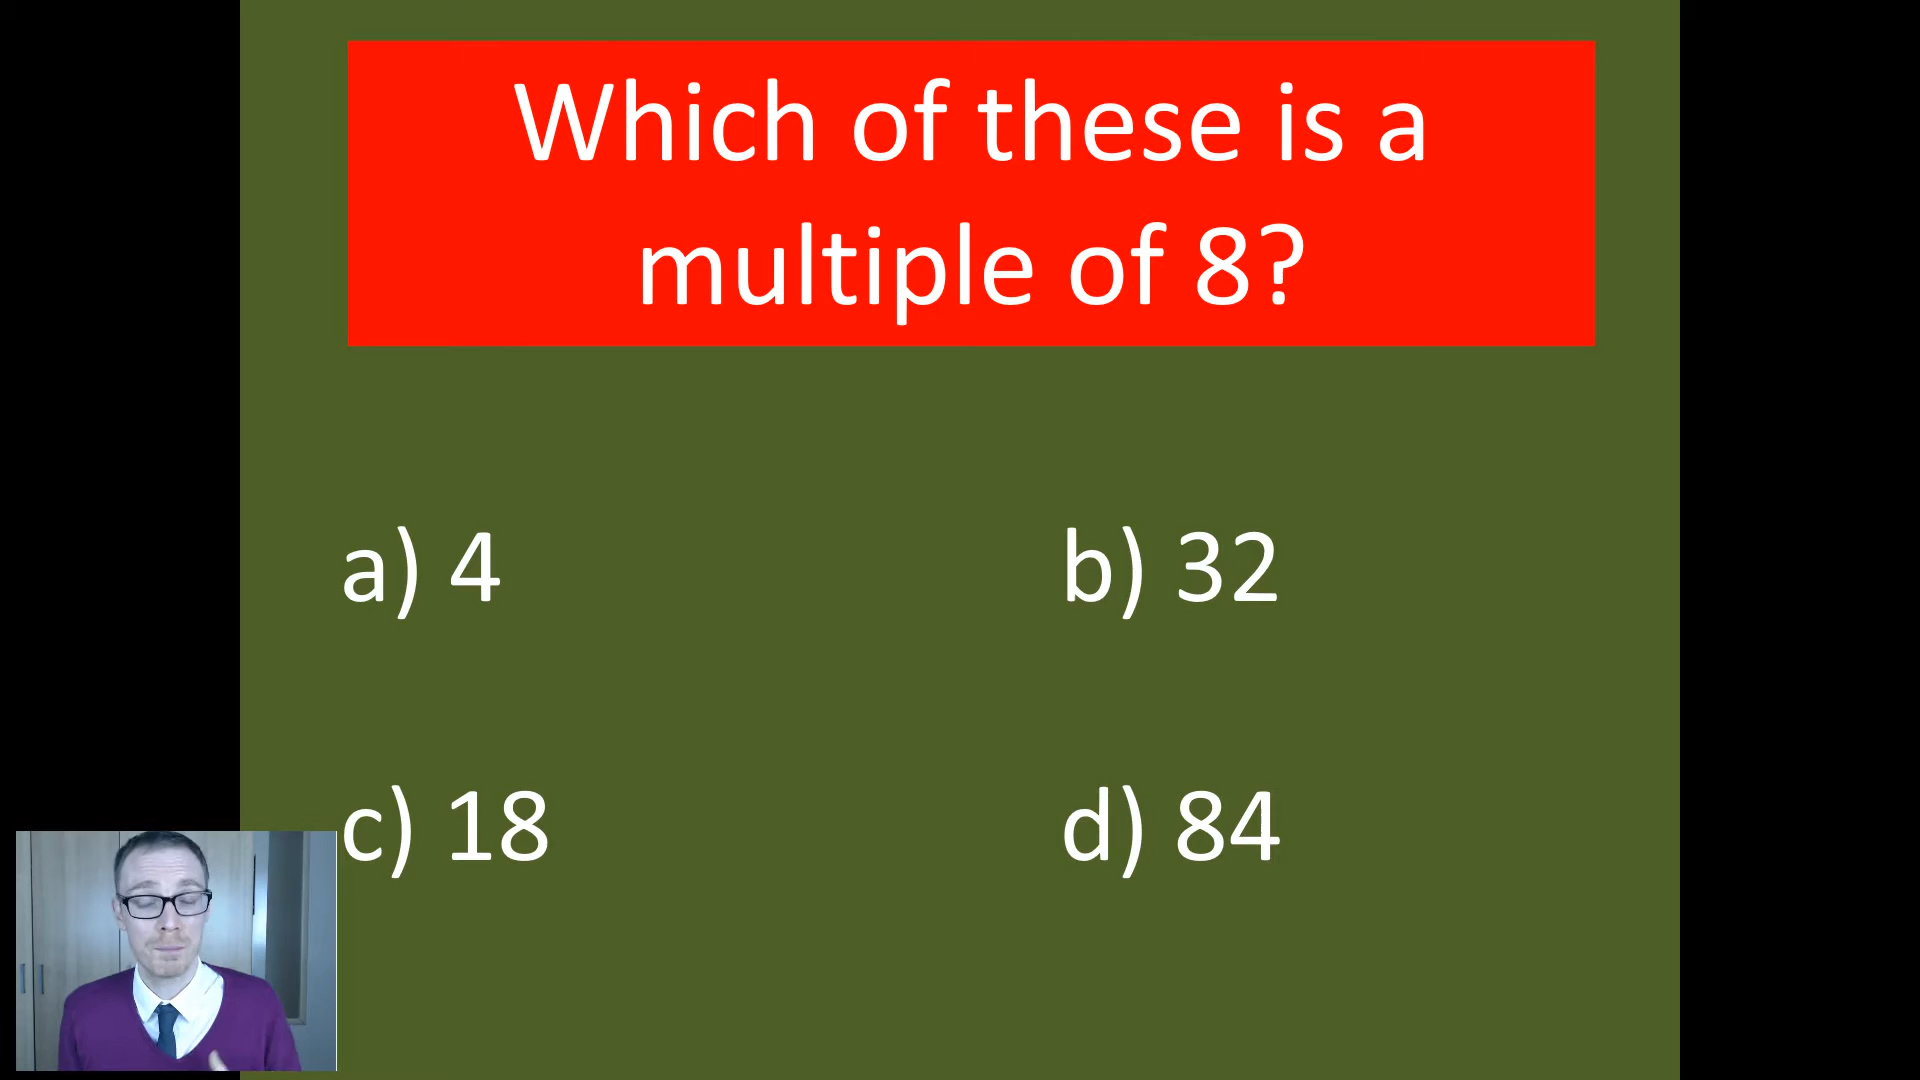 Which of these is a
multiple of 8?
a) 4
b) 32
c) 18
d) 84